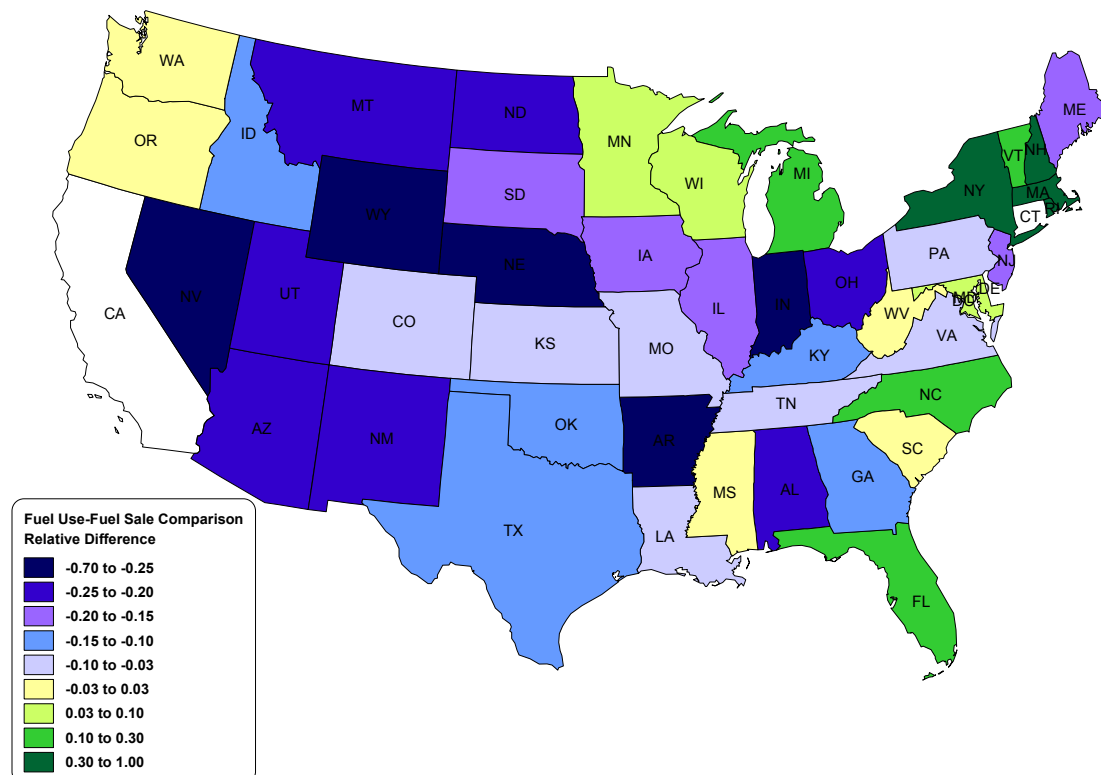 WA
MT
ND
ME
OR
ID
MN
VT
NH
WI
MI
NY
MA
RI
SD
CT
WY
PA
IA
NE
NJ
OH
DE
NV
UT
IL
IN
MD
DC
CA
WV
CO
VA
KS
MO
KY
NC
TN
OK
AZ
NM
AR
SC
GA
MS
AL
TX
LA
FL
Fuel Use-Fuel Sale Comparison
Relative Difference
-0.70 to -0.25
-0.25 to -0.20
-0.20 to -0.15
-0.15 to -0.10
-0.10 to -0.03
-0.03 to 0.03
0.03 to 0.10
0.10 to 0.30
0.30 to 1.00